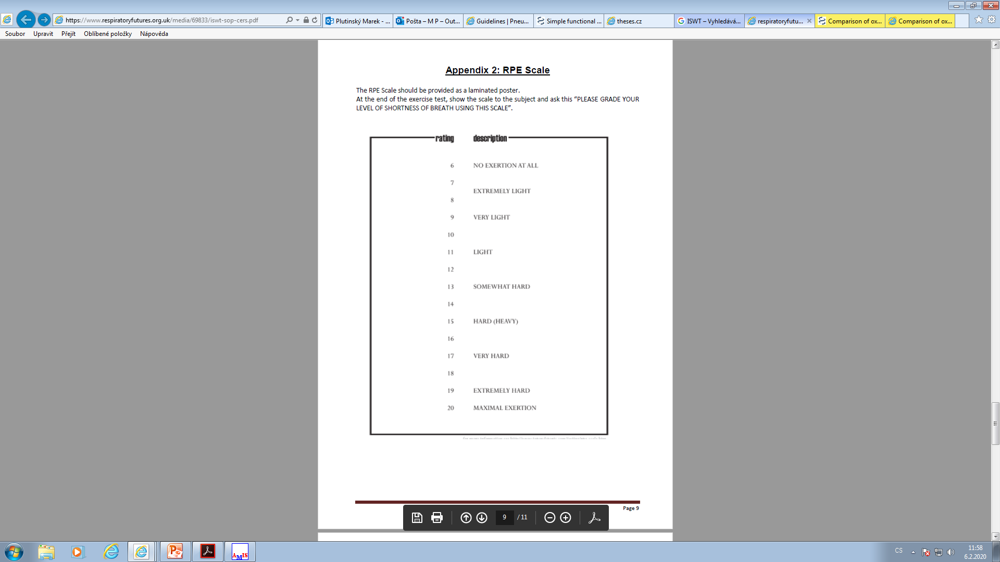 https://www.respiratoryfutures.org.uk/media/69833/iswt-sop-cers.pdf
Plutinský Marek - ...
Pošta – M P – Out...
Guidelines | Pneu...
Simple functional ...
theses.cz
ISWT – Vyhledává...
respiratoryfutu...
Comparison of ox...
Comparison of ox...
Soubor Upravit Přejít Oblíbené položky Nápověda
Appendix 2: RPE Scale
The RPE Scale should be provided as a laminated poster.
At the end of the exercise test, show the scale to the subject and ask this “PLEASE GRADE YOUR
LEVEL OF SHORTNESS OF BREATH USING THIS SCALE”.
rating description
6 NO EXERTION AT ALL
7
EXTREMELY LIGHT
8
9 VERY LIGHT
10
11 LIGHT
12
13 SOMEWHAT HARD
14
15 HARD (HEAVY)
16
17 VERY HARD
18
19 EXTREMELY HARD
20 MAXIMAL EXERTION
Page 9
9 / 11
AMIS
CS
11:58
6.2.2020